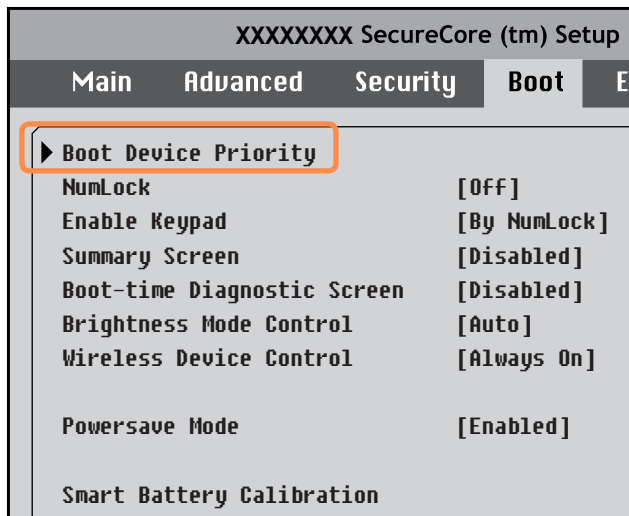 XXXXXXXX SecureCore (tm) Setup
Main Advanced Security Boot E
Boot Device Priority
NumLock [Off]
Enable Keypad [By NumLock]
Summary Screen [Disabled]
Boot-time Diagnostic Screen [Disabled]
Brightness Mode Control [Auto]
Wireless Device Control [Always On]
Powersave Mode [Enabled]
Smart Battery Calibration